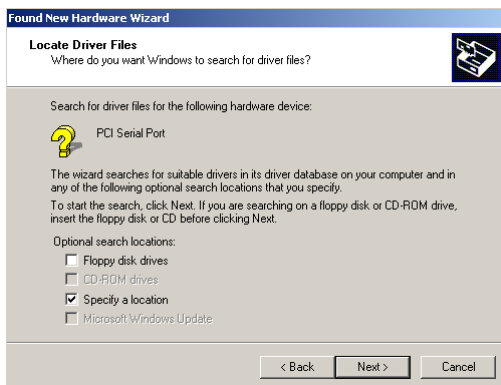 Found New Hardware Wizard
Locate Driver Files
Where do you want Windows to search for driver files?
Search for driver files for the following hardware device:
PCI Serial Port
The wizard searches for suitable drivers in its driver database on your computer and in
any of the following optional search locations that you specify.
To start the search, click Next. If you are searching on a floppy disk or CD-ROM drive,
insert the floppy disk or CD before clicking Next.
Optional search locations:
Floppy disk drives
CD-ROM drives
Specify a location
Microsoft Windows Update
< Back Next > Cancel